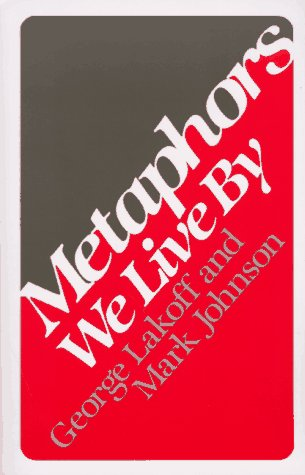 Metaphors
We Live By
George Lakoff and
Mark Johnson